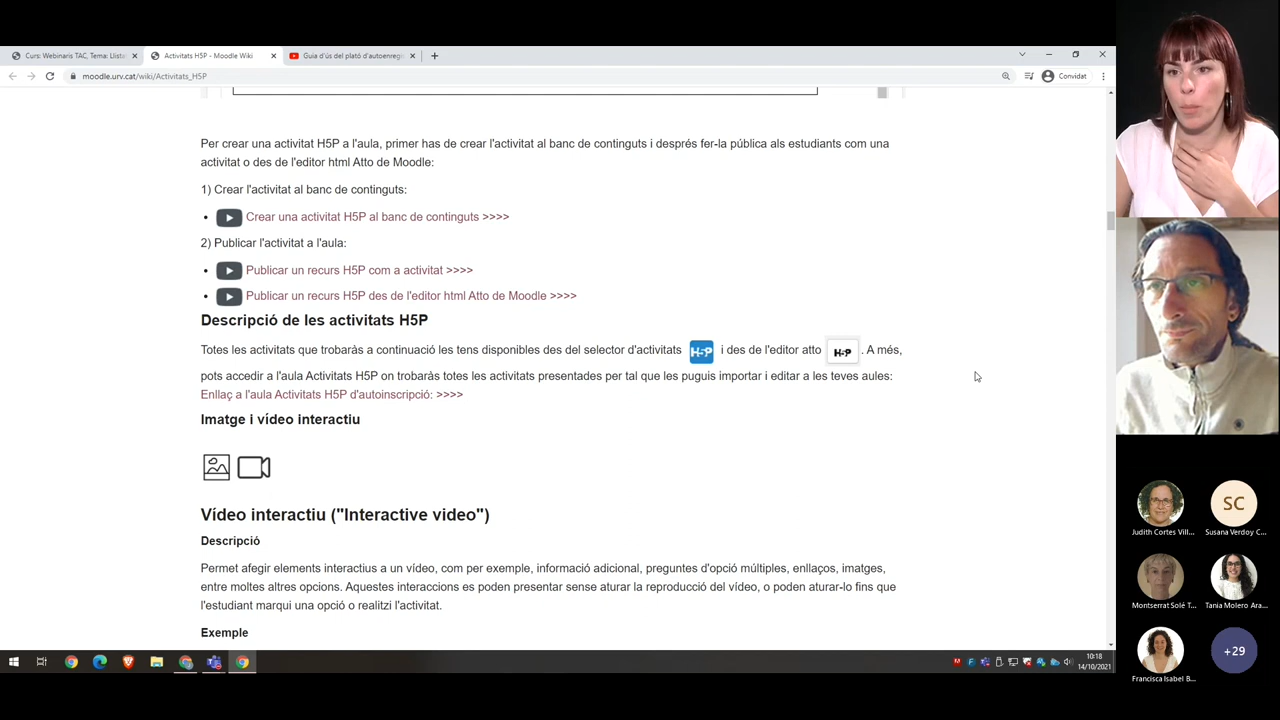 Curs: Webinaris TAC, Tema: Llista
Activitats H5P - Moodle Wiki
Guia d'ús del plató d'autoenreg
moodle.urv.cat/wiki/Activitats_H5P
Convidat
Per crear una activitat H5P a l'aula, primer has de crear l'activitat al banc de continguts i després fer-la pública als estudiants com una
activitat o des de l'editor html Atto de Moodle:
1) Crear l'activitat al banc de continguts:
Crear una activitat H5P al banc de continguts >>>>
2) Publicar l'activitat a l'aula:
Publicar un recurs H5P com a activitat >>>>
Publicar un recurs H5P des de l'editor html Atto de Moodle >>>>
Descripció de les activitats H5P
Totes les activitats que trobaràs a continuació les tens disponibles des del selector d'activitats H5P i des de l'editor atto H5P . A més,
pots accedir a l'aula Activitats H5P on trobaràs totes les activitats presentades per tal que les puguis importar i editar a les teves aules:
Enllaç a l'aula Activitats H5P d'autoinscripció: >>>>
Imatge i vídeo interactiu
Vídeo interactiu ("Interactive video")
Descripció
Permet afegir elements interactius a un vídeo, com per exemple, informació adicional, preguntes d'opció múltiples, enllaços, imatges,
entre moltes altres opcions. Aquestes interaccions es poden presentar sense aturar la reproducció del vídeo, o poden aturar-lo fins que
l'estudiant marqui una opció o realitzi l'activitat.
Exemple
10:18
14/10/2021
SC
Judith Cortes Vill...
Susana Verdoy C...
Montserrat Solé T...
Tania Molero Ara...
+29
Francisca Isabel B...